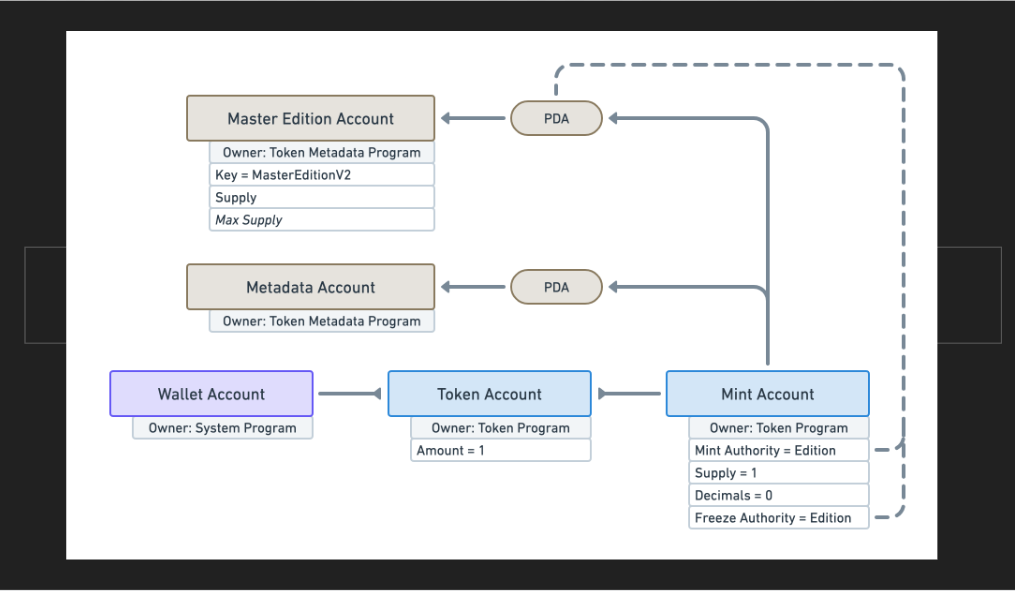 Master Edition Account
PDA
Owner: Token Metadata Program
Key = MasterEditionV2
Supply
Max Supply
Metadata Account
PDA
Owner: Token Metadata Program
Wallet Account
Owner: System Program
Token Account
Owner: Token Program
Amount = 1
Mint Account
Owner: Token Program
Mint Authority = Edition
Supply = 1
Decimals = 0
Freeze Authority = Edition